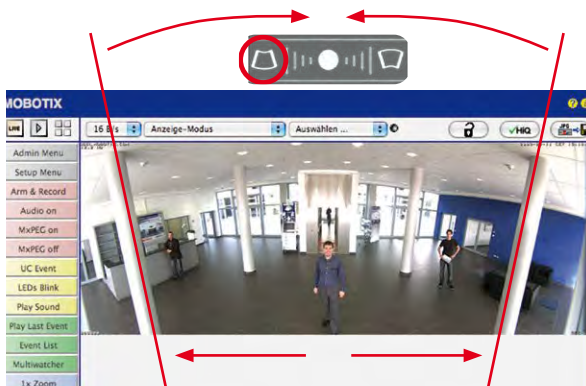 MOBOTIX
LIVE
16 B/s
Anzeige-Modus
Auswählen ...
HiQ
Admin Menu
Setup Menu
Arm & Record
Audio on
MxPEG on
MxPEG off
UC Event
LEDs Blink
Play Sound
Play Last Event
Event List
Multiwatcher
1x Zoom